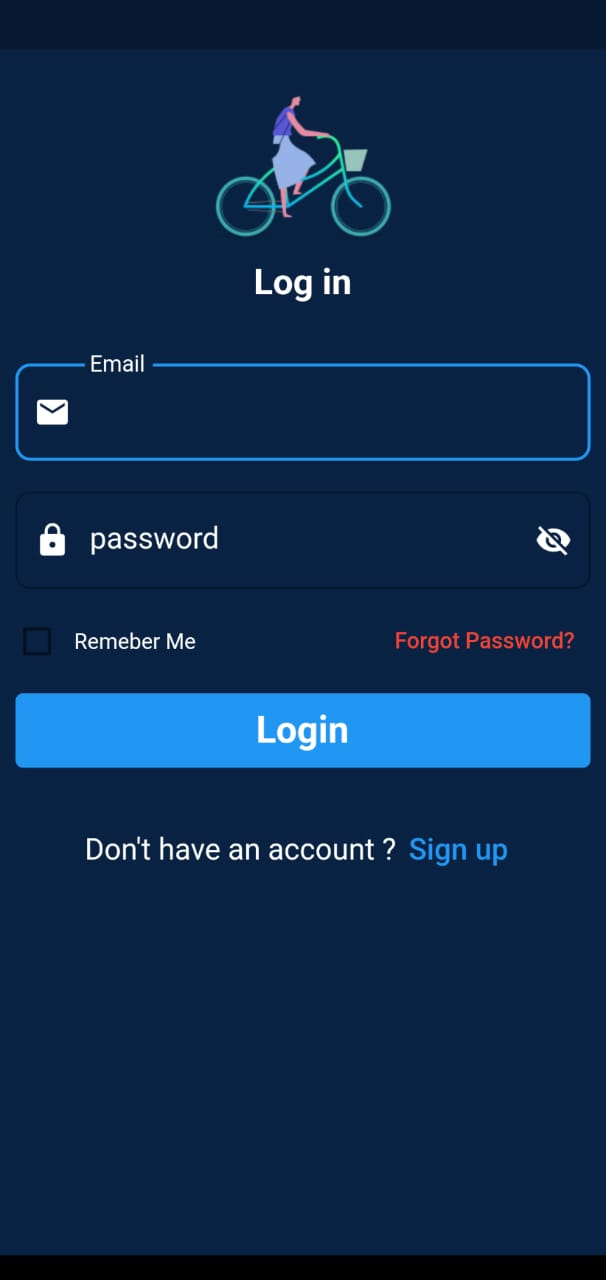 Log in
Email
password
Remeber Me
Forgot Password?
Login
Don't have an account ? Sign up